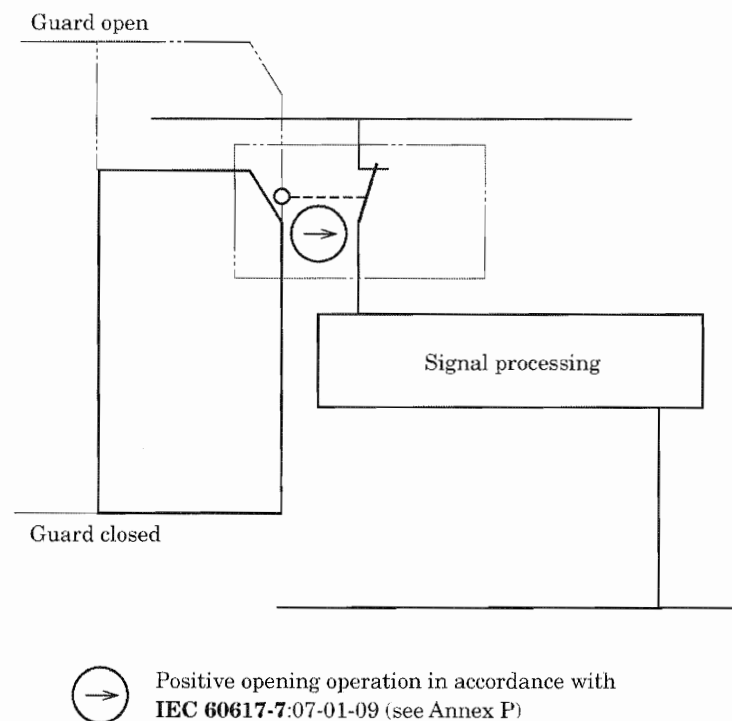 Guard open
Signal processing
Guard closed
Positive opening operation in accordance with
IEC 60617-7:07-01-09 (see Annex P)